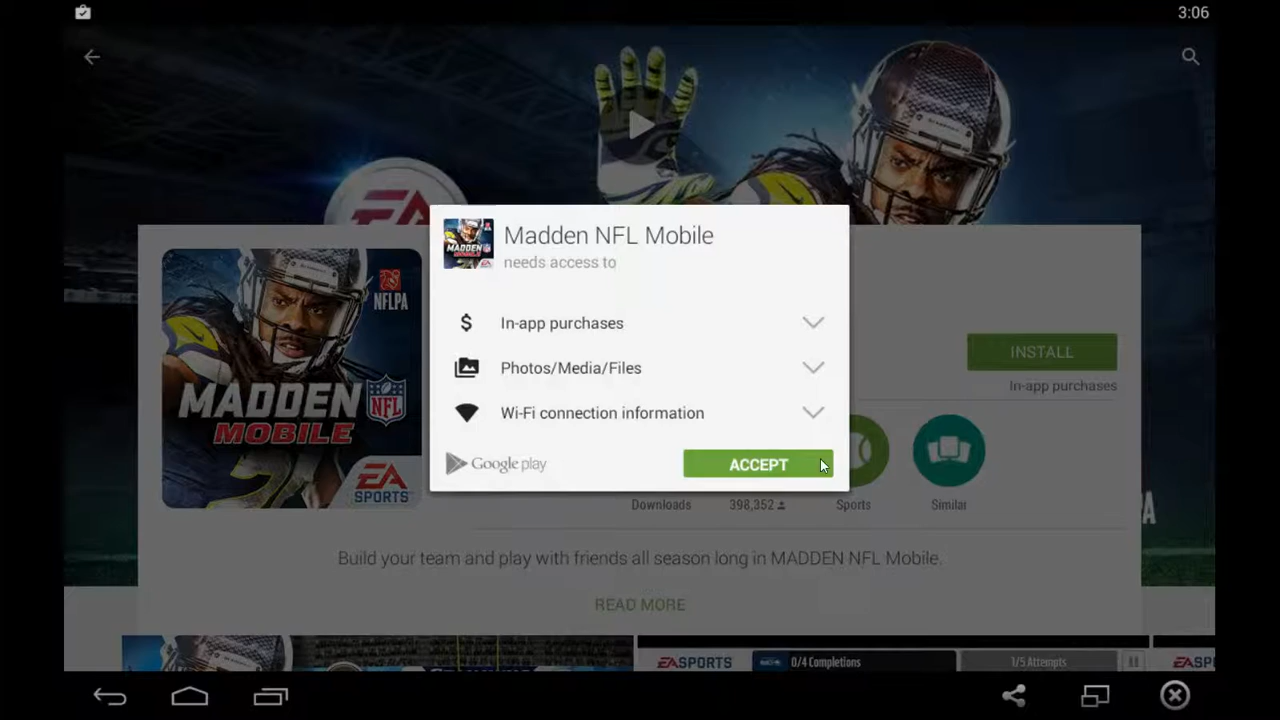 3:06
EA
Madden NFL Mobile
needs access to
NFLPA
MADDEN
NFL
MOBILE
EA
SPORTS
In-app purchases
Photos/Media/Files
Wi-Fi connection information
Google play
ACCEPT
INSTALL
In-app purchases
Downloads
398,352
Sports
Similar
Build your team and play with friends all season long in MADDEN NFL Mobile.
READ MORE
EA SPORTS
0/4 Completions
1/5 Attempts